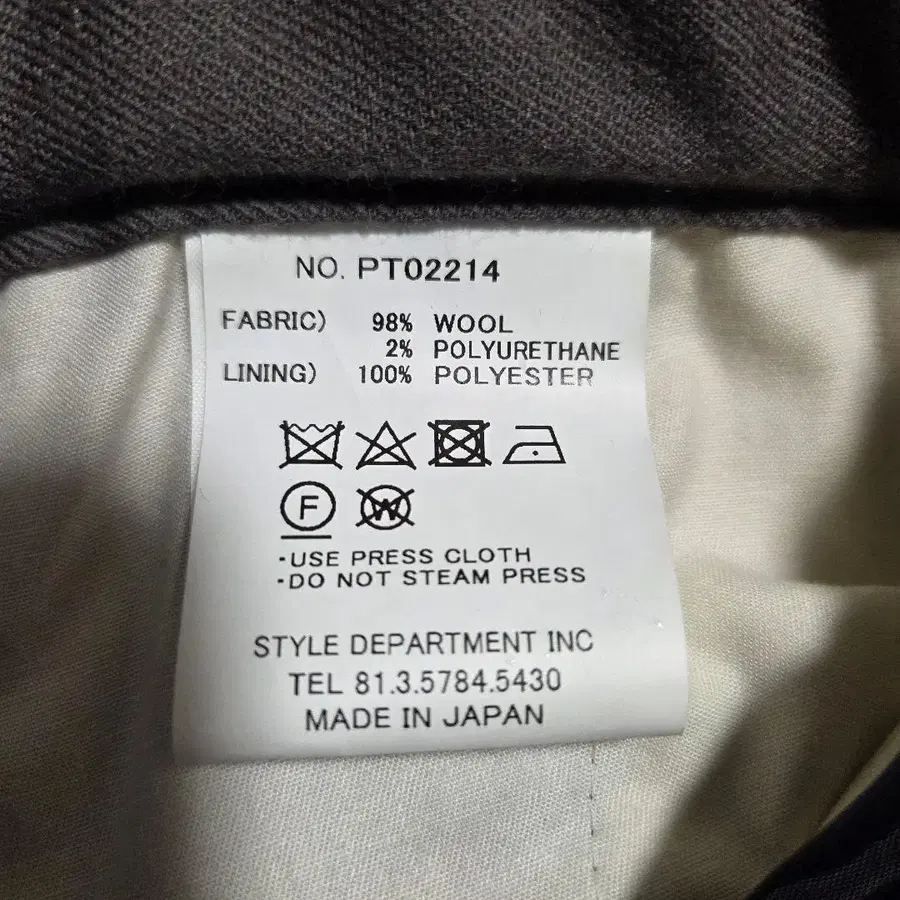 NO. PT02214
FABRIC) 98% WOOL
2% POLYURETHANE
LINING) 100% POLYESTER
F W
·USE PRESS CLOTH
·DO NOT STEAM PRESS
STYLE DEPARTMENT INC
TEL 81.3.5784.5430
MADE IN JAPAN